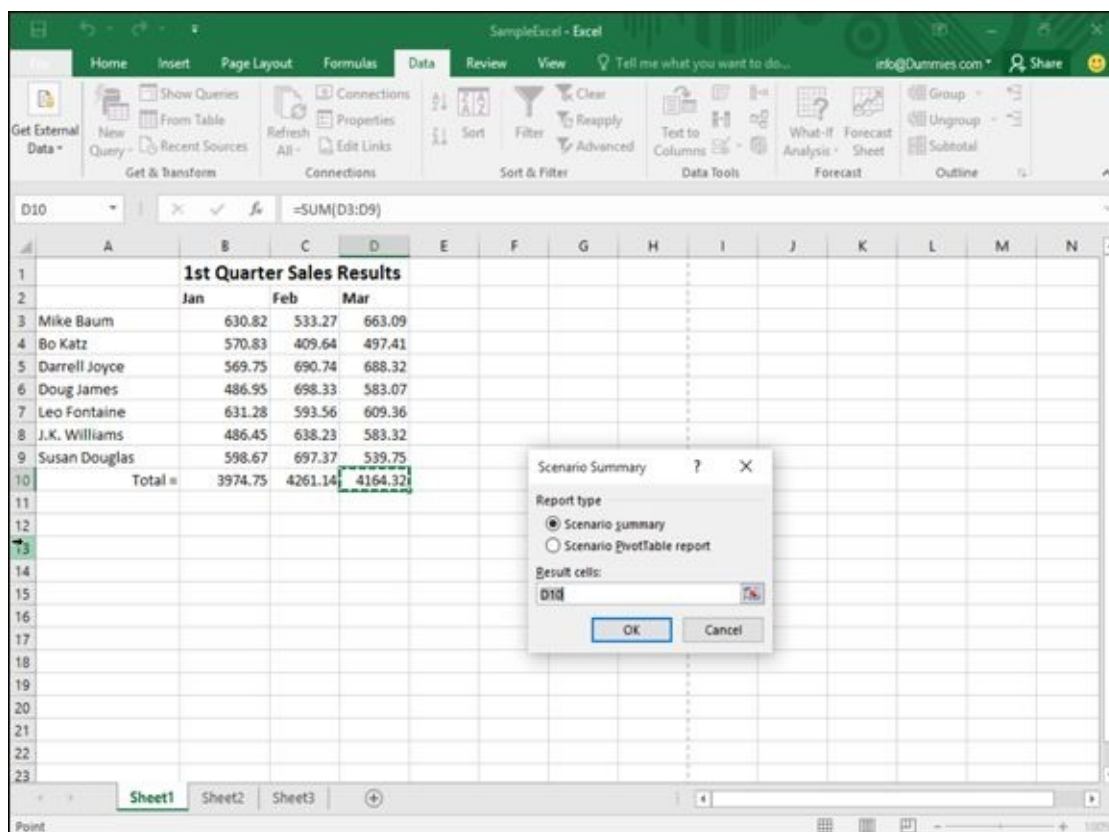 SampleExcel - Excel
Home Insert Page Layout Formulas Data Review View Tell me what you want to do... info@Dummies.com Share
Get External Data
New Query
Show Queries
From Table
Recent Sources
Get & Transform
Refresh All
Connections
Properties
Edit Links
Connections
Sort
Filter
Clear
Reapply
Advanced
Sort & Filter
Text to Columns
Data Tools
What-If Analysis
Forecast Sheet
Forecast
Group
Ungroup
Subtotal
Outline
D10 fx =SUM(D3:D9)
A B C D E F G H I J K L M N
1 1st Quarter Sales Results
2 Jan Feb Mar
3 Mike Baum 630.82 533.27 663.09
4 Bo Katz 570.83 409.64 497.41
5 Darrell Joyce 569.75 690.74 688.32
6 Doug James 486.95 698.33 583.07
7 Leo Fontaine 631.28 593.56 609.36
8 J.K. Williams 486.45 638.23 583.32
9 Susan Douglas 598.67 697.37 539.75
10 Total = 3974.75 4261.14 4164.32
11
12
13
14
15
16
17
18
19
20
21
22
23
Scenario Summary ? X
Report type
Scenario summary
Scenario PivotTable report
Result cells:
D10
OK Cancel
Sheet1 Sheet2 Sheet3
Point 100%